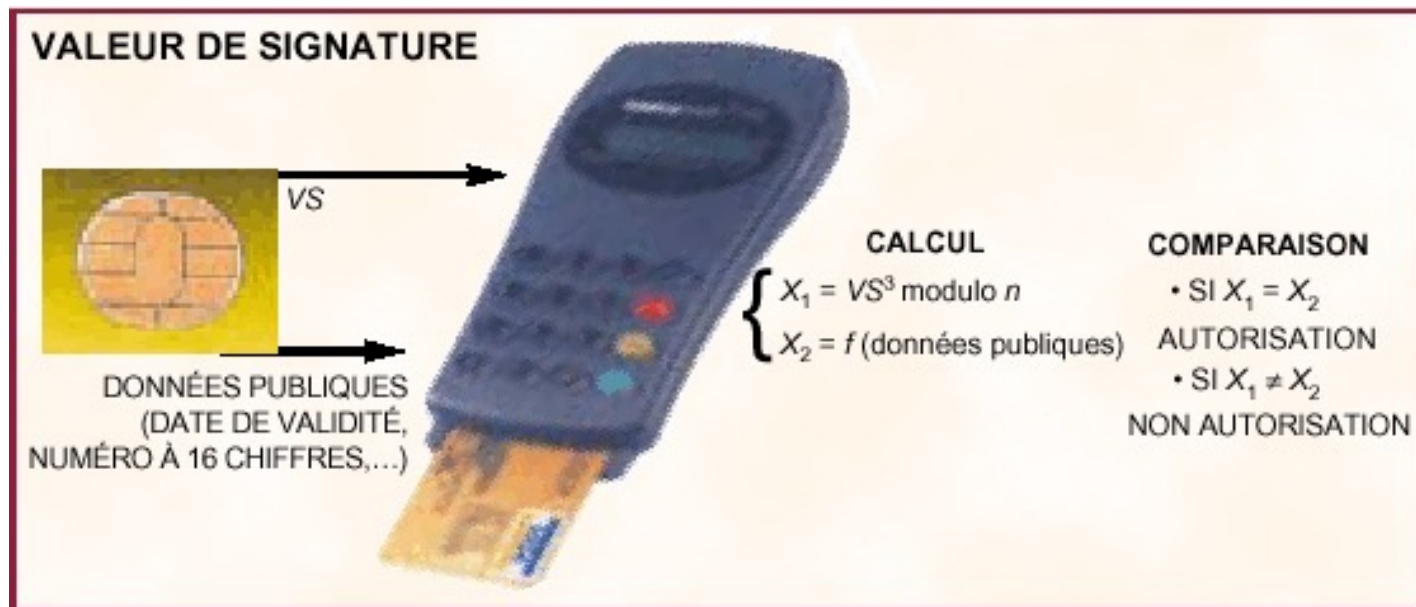 VALEUR DE SIGNATURE
VS
DONNÉES PUBLIQUES
(DATE DE VALIDITÉ,
NUMÉRO À 16 CHIFFRES,...)
CALCUL
X₁ = VS³ modulo n
X₂ = f (données publiques)
COMPARAISON
• SI X₁ = X₂
AUTORISATION
• SI X₁ ≠ X₂
NON AUTORISATION